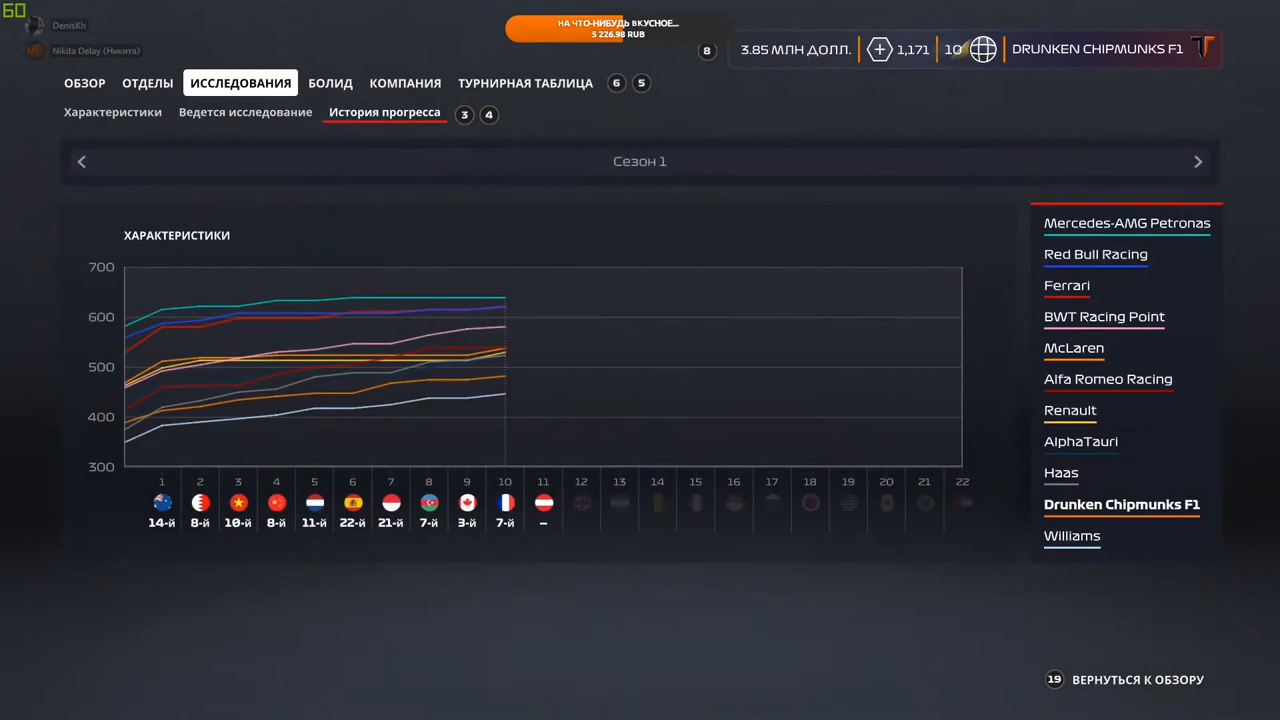 60
DenisKh
Nikita Delay (Никита)
НА ЧТО-НИБУДЬ ВКУСНОЕ...
5 226.98 RUB
8
3.85 МЛН ДОЛЛ.
1,171
10
DRUNKEN CHIPMUNKS F1
ОБЗОР ОТДЕЛЫ ИССЛЕДОВАНИЯ БОЛИД КОМПАНИЯ ТУРНИРНАЯ ТАБЛИЦА 6 5
Характеристики Ведется исследование История прогресса 3 4
Сезон 1
ХАРАКТЕРИСТИКИ
700
600
500
400
300
1 2 3 4 5 6 7 8 9 10 11 12 13 14 15 16 17 18 19 20 21 22
14-й 8-й 10-й 8-й 11-й 22-й 21-й 7-й 3-й 7-й –
Mercedes-AMG Petronas
Red Bull Racing
Ferrari
BWT Racing Point
McLaren
Alfa Romeo Racing
Renault
AlphaTauri
Haas
Drunken Chipmunks F1
Williams
19 ВЕРНУТЬСЯ К ОБЗОРУ